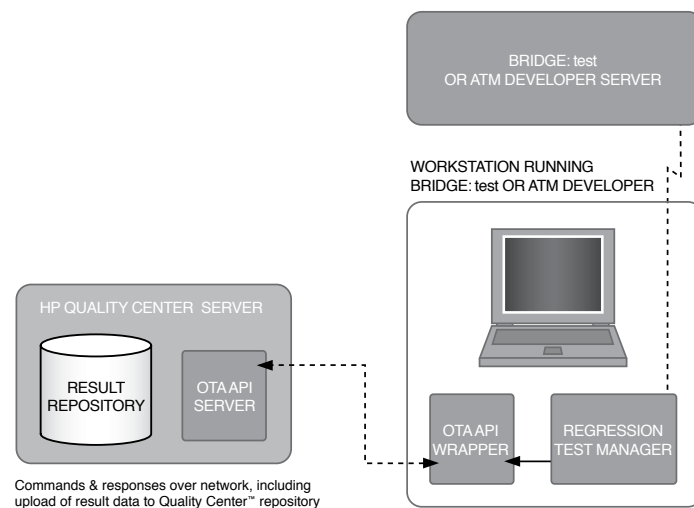 BRIDGE: test
OR ATM DEVELOPER SERVER
WORKSTATION RUNNING
BRIDGE: test OR ATM DEVELOPER
HP QUALITY CENTER SERVER
RESULT
REPOSITORY
OTA API
SERVER
OTA API
WRAPPER
REGRESSION
TEST MANAGER
Commands & responses over network, including
upload of result data to Quality Center™ repository